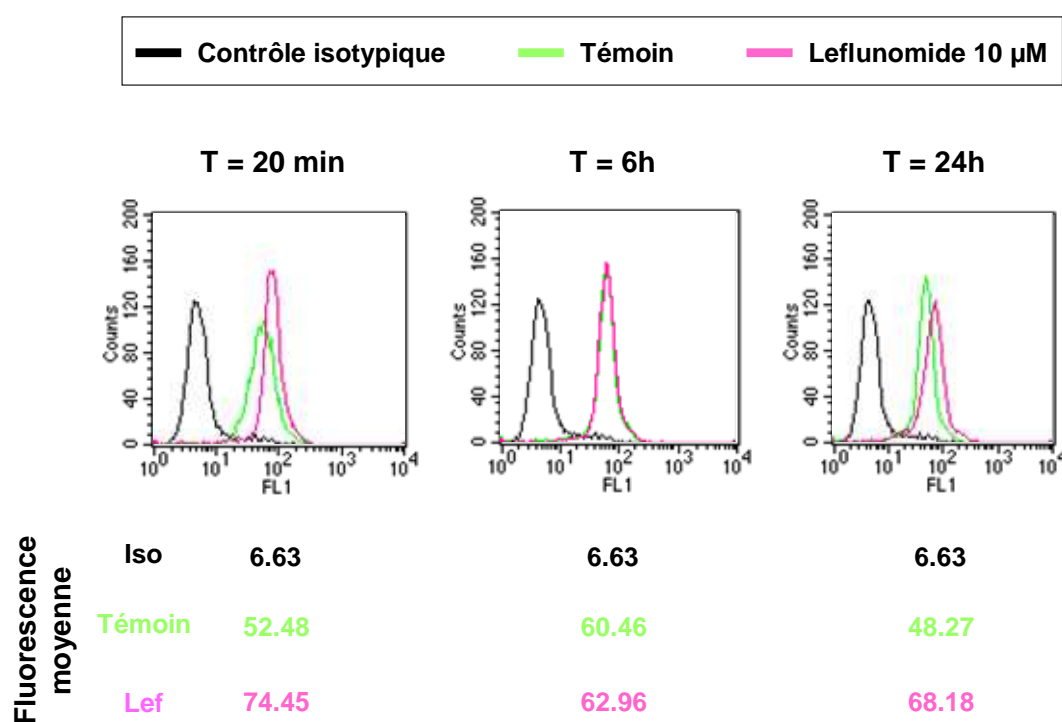 Contrôle isotypique Témoin Leflunomide 10 µM
T = 20 min T = 6h T = 24h
200
160
120
80
40
0
Counts
10^0 10^1 10^2 10^3 10^4
FL1
200
160
120
80
40
0
Counts
10^0 10^1 10^2 10^3 10^4
FL1
200
160
120
80
40
0
Counts
10^0 10^1 10^2 10^3 10^4
FL1
Fluorescence
moyenne
Iso 6.63 6.63 6.63
Témoin 52.48 60.46 48.27
Lef 74.45 62.96 68.18